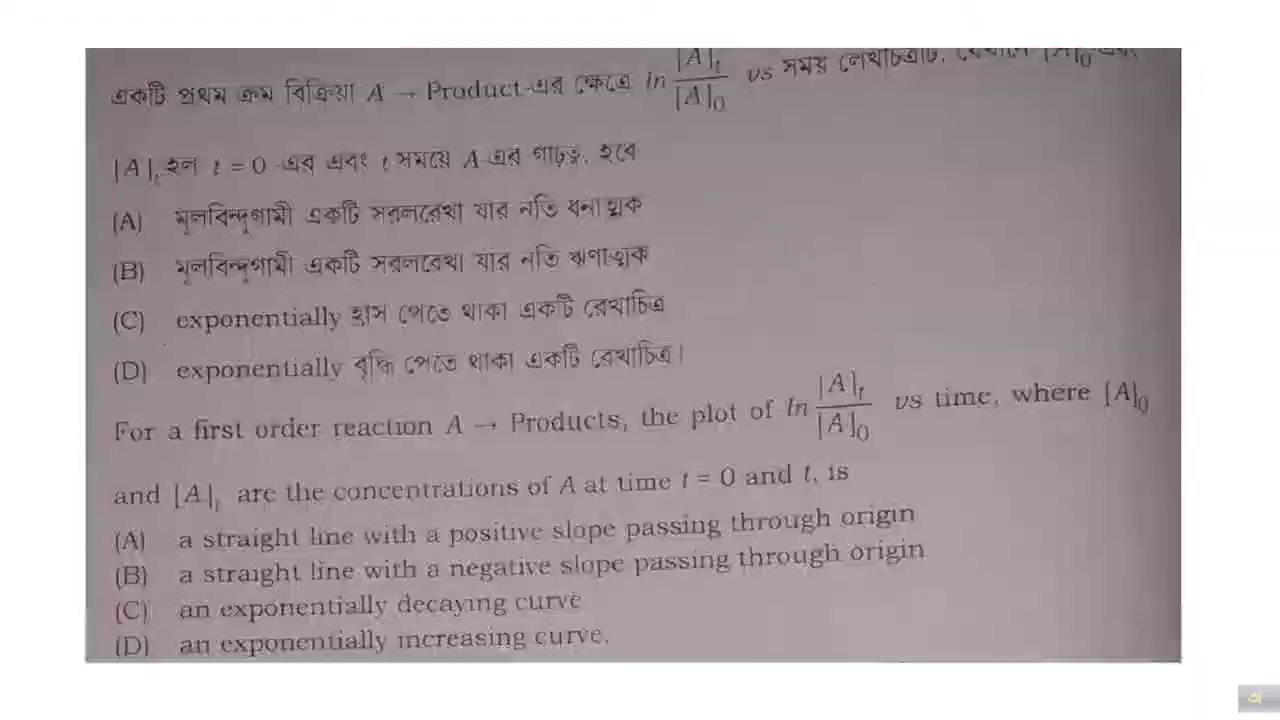 একটি প্রথম ক্রম বিক্রিয়া A → Product-এর ক্ষেত্রে ln [A]t/[A]0 vs সময় লেখচিত্রটি, যেখানে [A]0 এবং
[A]t হল t = 0 -এর এবং t সময়ে A-এর গাঢ়ত্ব, হবে
(A) মূলবিন্দুগামী একটি সরলরেখা যার নতি ধনাত্মক
(B) মূলবিন্দুগামী একটি সরলরেখা যার নতি ঋণাত্মক
(C) exponentially হ্রাস পেতে থাকা একটি রেখাচিত্র
(D) exponentially বৃদ্ধি পেতে থাকা একটি রেখাচিত্র।
For a first order reaction A → Products, the plot of ln [A]t/[A]0 vs time, where [A]0
and [A]t are the concentrations of A at time t = 0 and t, is
(A) a straight line with a positive slope passing through origin
(B) a straight line with a negative slope passing through origin
(C) an exponentially decaying curve
(D) an exponentially increasing curve.